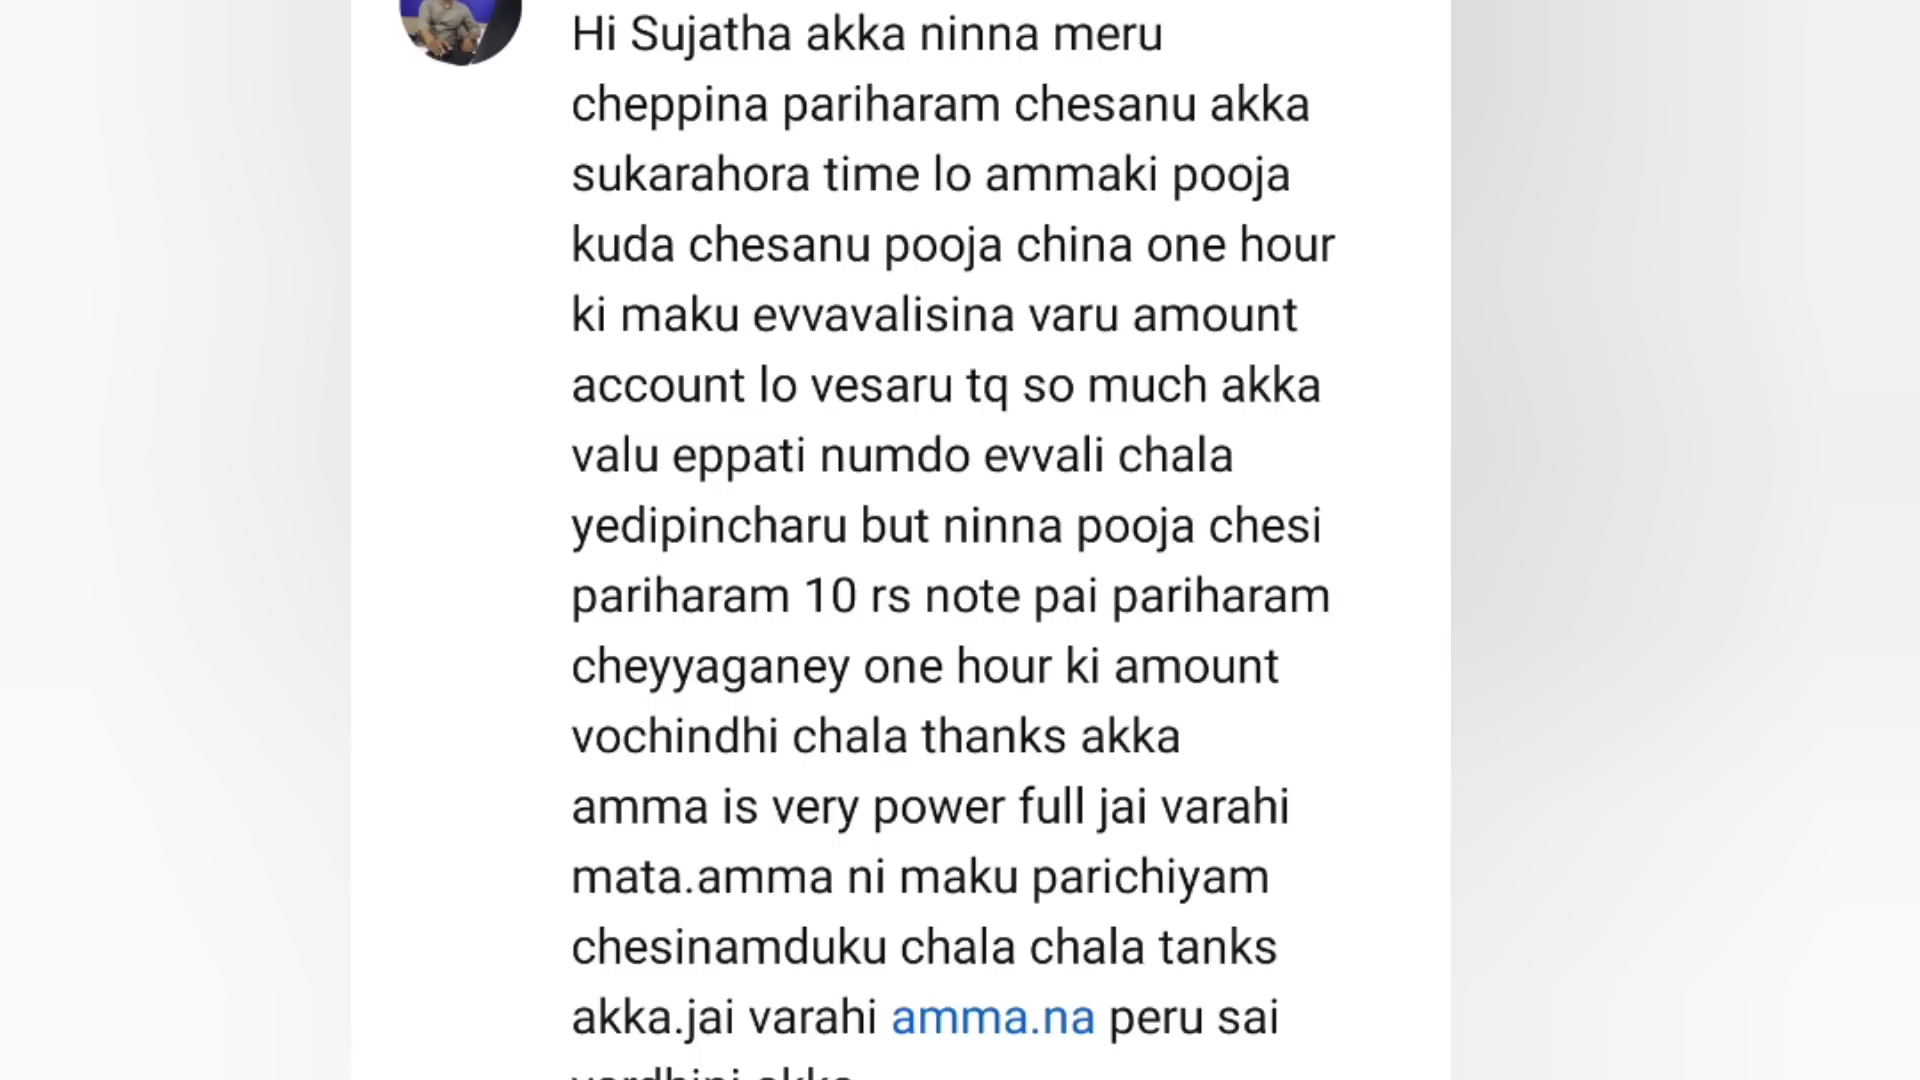 Hi Sujatha akka ninna meru
cheppina pariharam chesanu akka
sukarahora time lo ammaki pooja
kuda chesanu pooja china one hour
ki maku evvavalisina varu amount
account lo vesaru tq so much akka
valu eppati numdo evvali chala
yedipincharu but ninna pooja chesi
pariharam 10 rs note pai pariharam
cheyyaganey one hour ki amount
vochindhi chala thanks akka
amma is very power full jai varahi
mata.amma ni maku parichiyam
chesinamduku chala chala tanks
akka.jai varahi amma.na peru sai